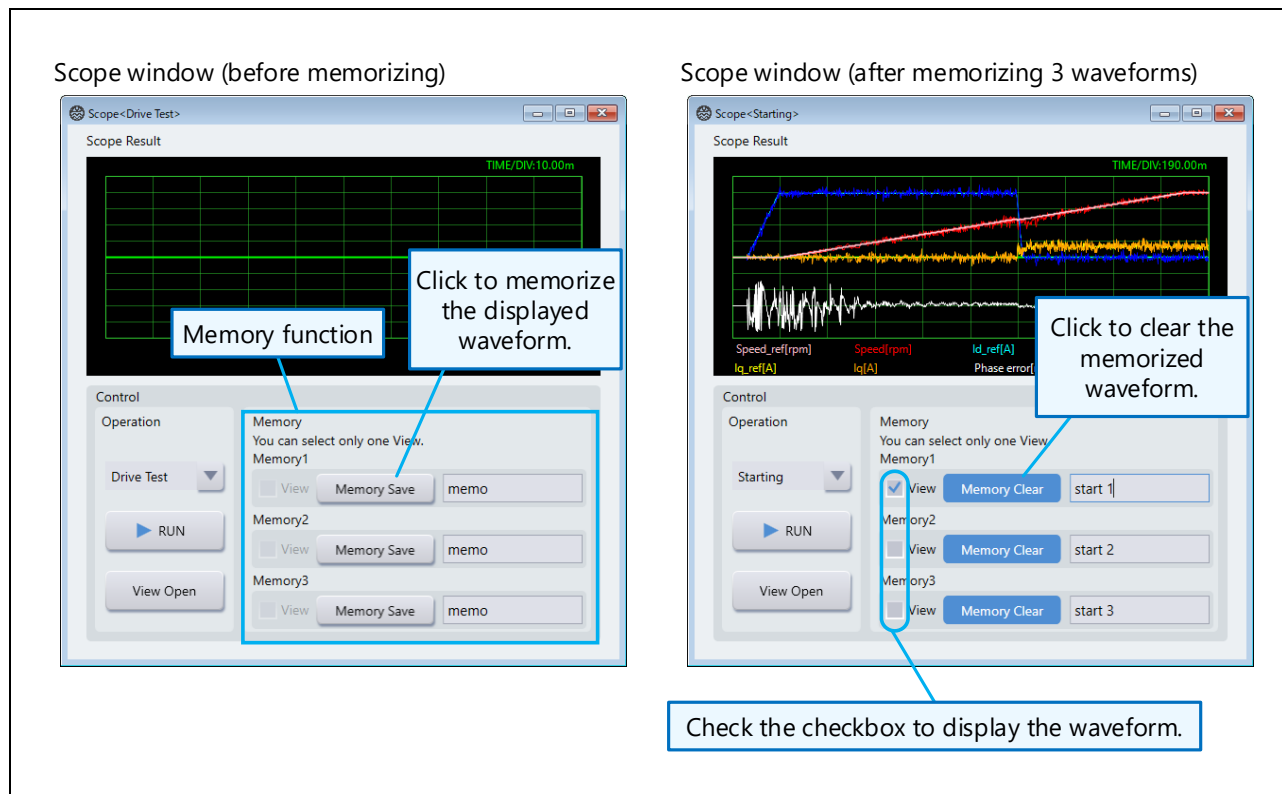 Scope window (before memorizing)
Scope<Drive Test>
Scope Result
TIME/DIV:10.00m
Click to memorize
the displayed
waveform.
Memory function
Control
Operation
Drive Test
RUN
View Open
Memory
You can select only one View.
Memory1
View Memory Save memo
Memory2
View Memory Save memo
Memory3
View Memory Save memo
Scope window (after memorizing 3 waveforms)
Scope<Starting>
Scope Result
TIME/DIV:190.00m
Speed_ref[rpm] Speed[rpm] Id_ref[A]
Iq_ref[A] Iq[A] Phase error[
Click to clear the
memorized
waveform.
Control
Operation
Starting
RUN
View Open
Memory
You can select only one View
Memory1
View Memory Clear start 1
Memory2
View Memory Clear start 2
Memory3
View Memory Clear start 3
Check the checkbox to display the waveform.